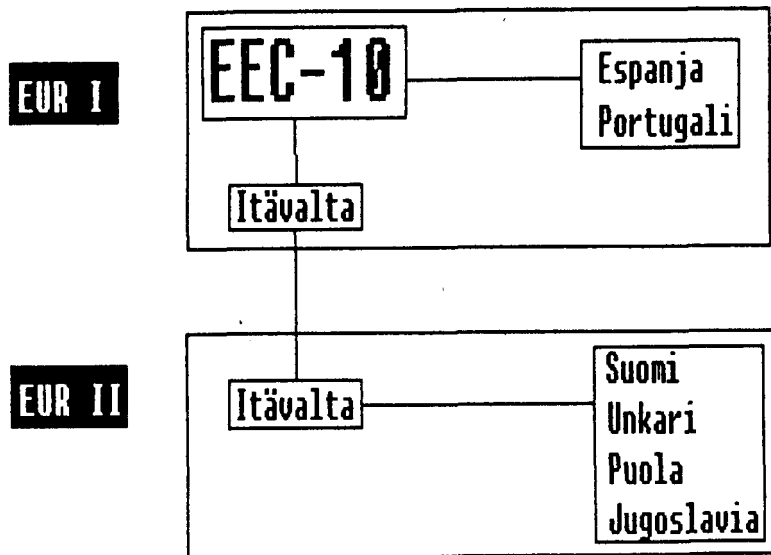 EUR I
EEC-10
Espanja
Portugali
Itävalta
EUR II
Itävalta
Suomi
Unkari
Puola
Jugoslavia